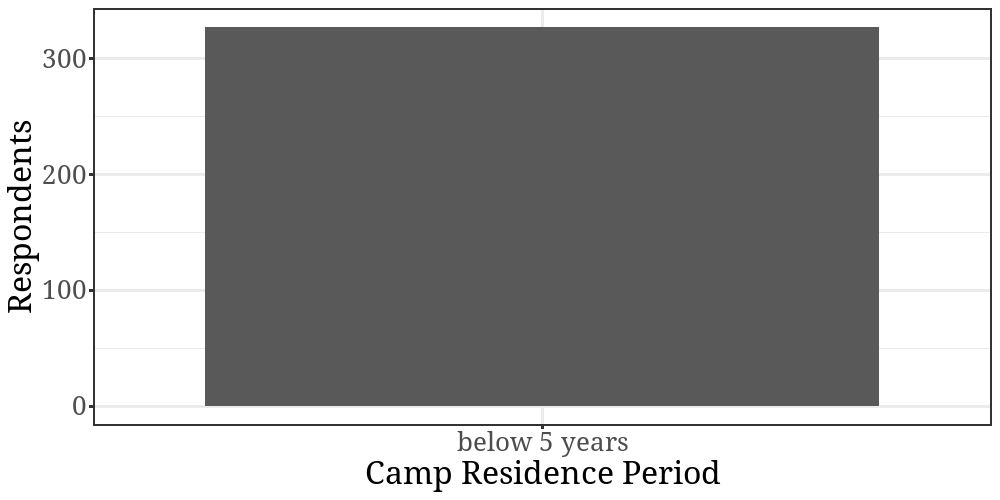 300
200
100
0
Respondents
below 5 years
Camp Residence Period